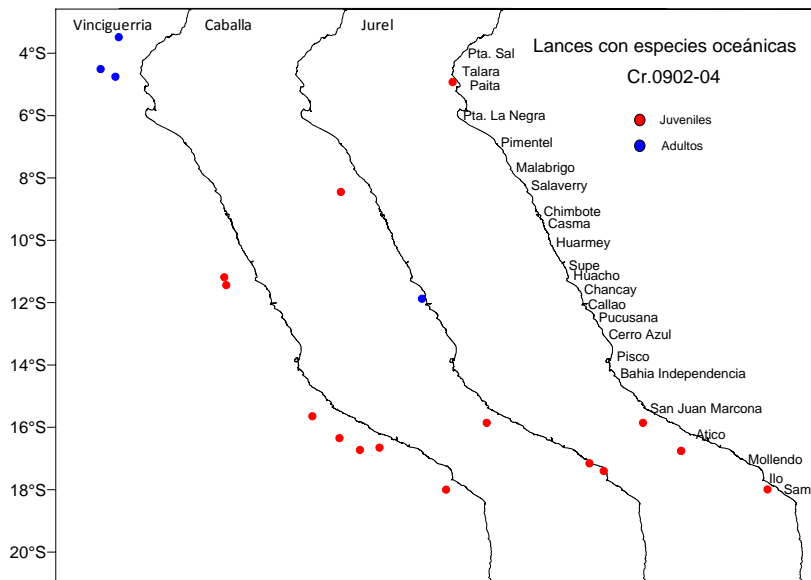 Vinciguerria Caballa Jurel
Lances con especies oceánicas
Cr.0902-04
Juveniles
Adultos
4°S
6°S
8°S
10°S
12°S
14°S
16°S
18°S
20°S
Pta. Sal
Talara
Paita
Pta. La Negra
Pimentel
Malabrigo
Salaverry
Chimbote
Casma
Huarmey
Supe
Huacho
Chancay
Callao
Pucusana
Cerro Azul
Pisco
Bahia Independencia
San Juan Marcona
Atico
Mollendo
Ilo
Sam